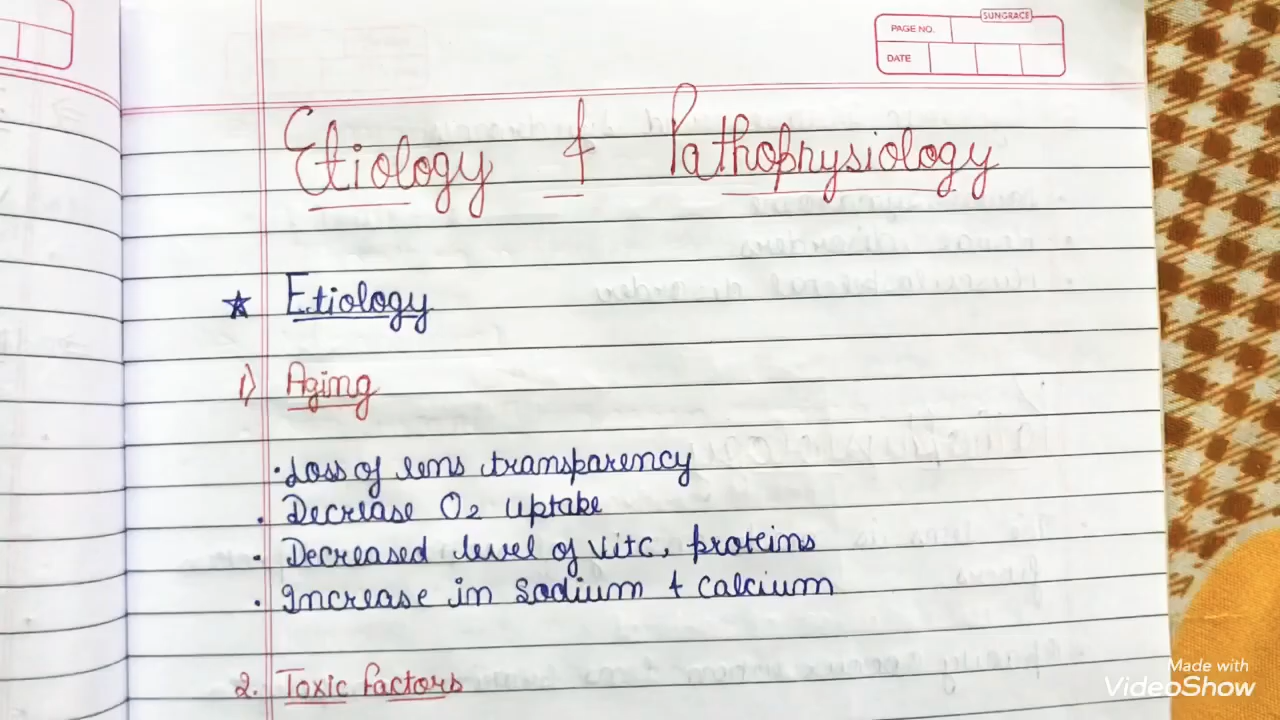 SUNGRACE
PAGE NO.
DATE
Etiology & Pathophysiology
★ Etiology
1) Aging
• Loss of lens transparency
• Decrease O2 uptake
• Decreased level of vitc, proteins
• Increase in Sodium & calcium
2. Toxic factors
Made with
VideoShow